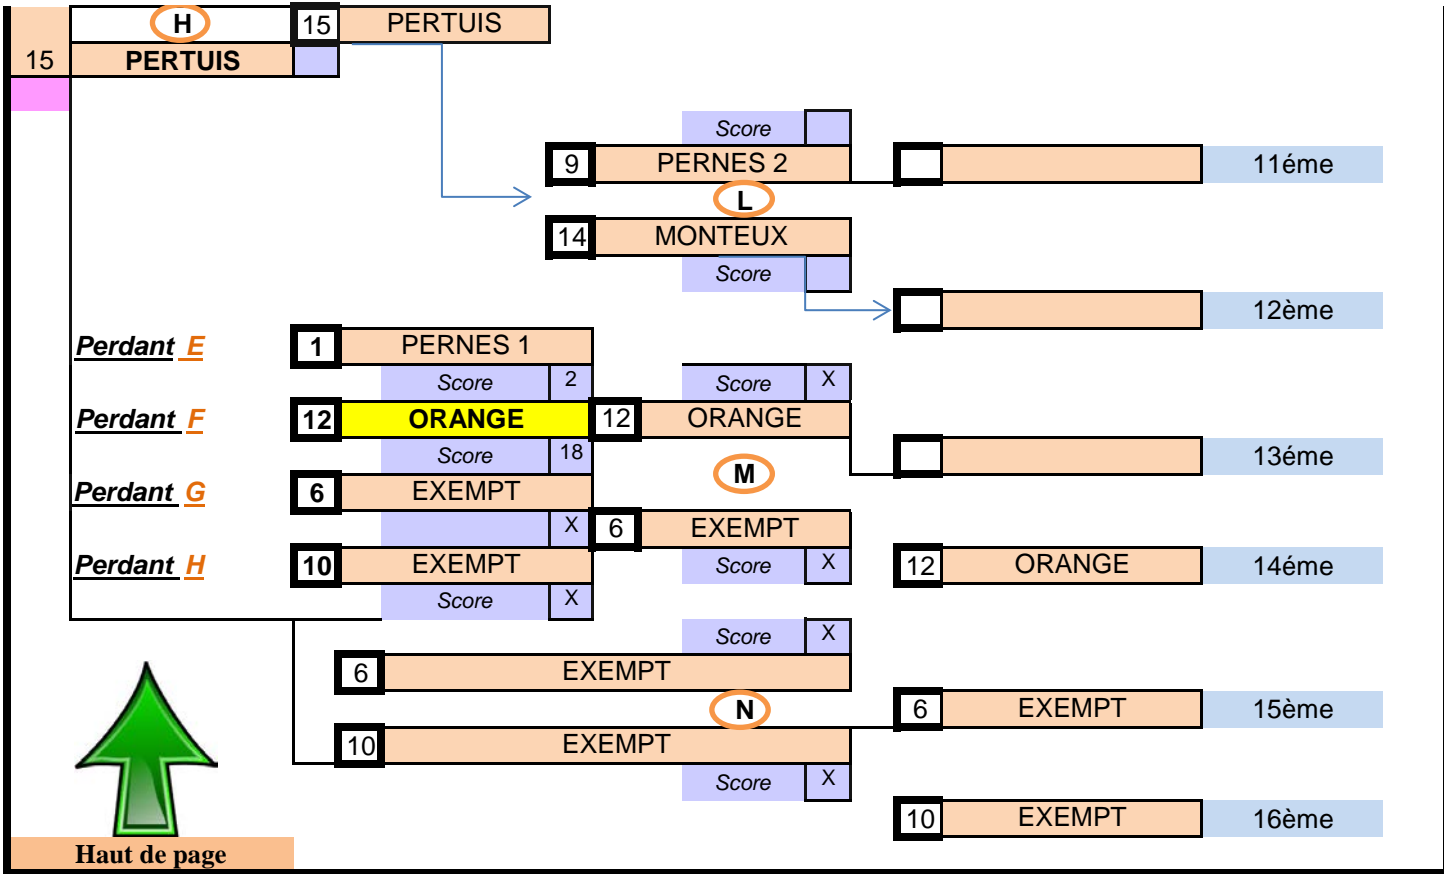 H 15 PERTUIS
15 PERTUIS
Score
9 PERNES 2 11éme
L
14 MONTEUX
Score
12ème
Perdant E 1 PERNES 1
Score 2 Score X
Perdant F 12 ORANGE 12 ORANGE
Score 18 13éme
M
Perdant G 6 EXEMPT
X 6 EXEMPT
Perdant H 10 EXEMPT Score X 12 ORANGE 14éme
Score X
Score X
6 EXEMPT
N 6 EXEMPT 15ème
10 EXEMPT
Score X
10 EXEMPT 16ème
Haut de page